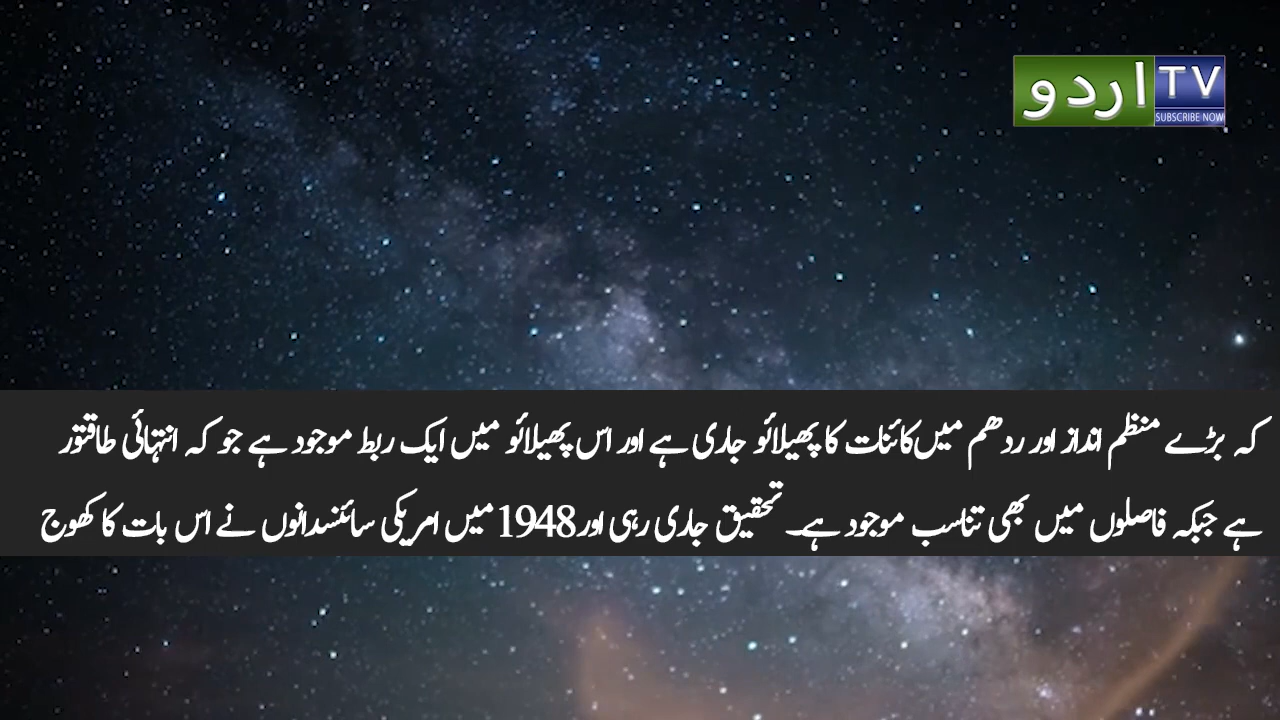 اردو TV
SUBSCRIBE NOW
کہ بڑے منظم انداز اور ردھم میں کائنات کا پھیلائو جاری ہے اور اس پھیلائو میں ایک ربط موجود ہے جو کہ انتہائی طاقتور
ہے جبکہ فاصلوں میں بھی تناسب موجود ہے۔ تحقیق جاری رہی اور 1948 میں امریکی سائنسدانوں نے اس بات کا کھوج